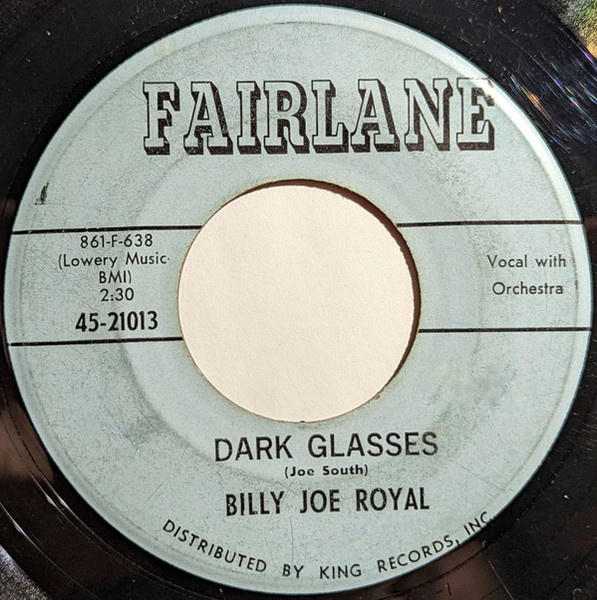 FAIRLANE
861-F-638
(Lowery Music-
BMI)
2:30
45-21013
Vocal with
Orchestra
DARK GLASSES
(Joe South)
BILLY JOE ROYAL
DISTRIBUTED BY KING RECORDS, INC.